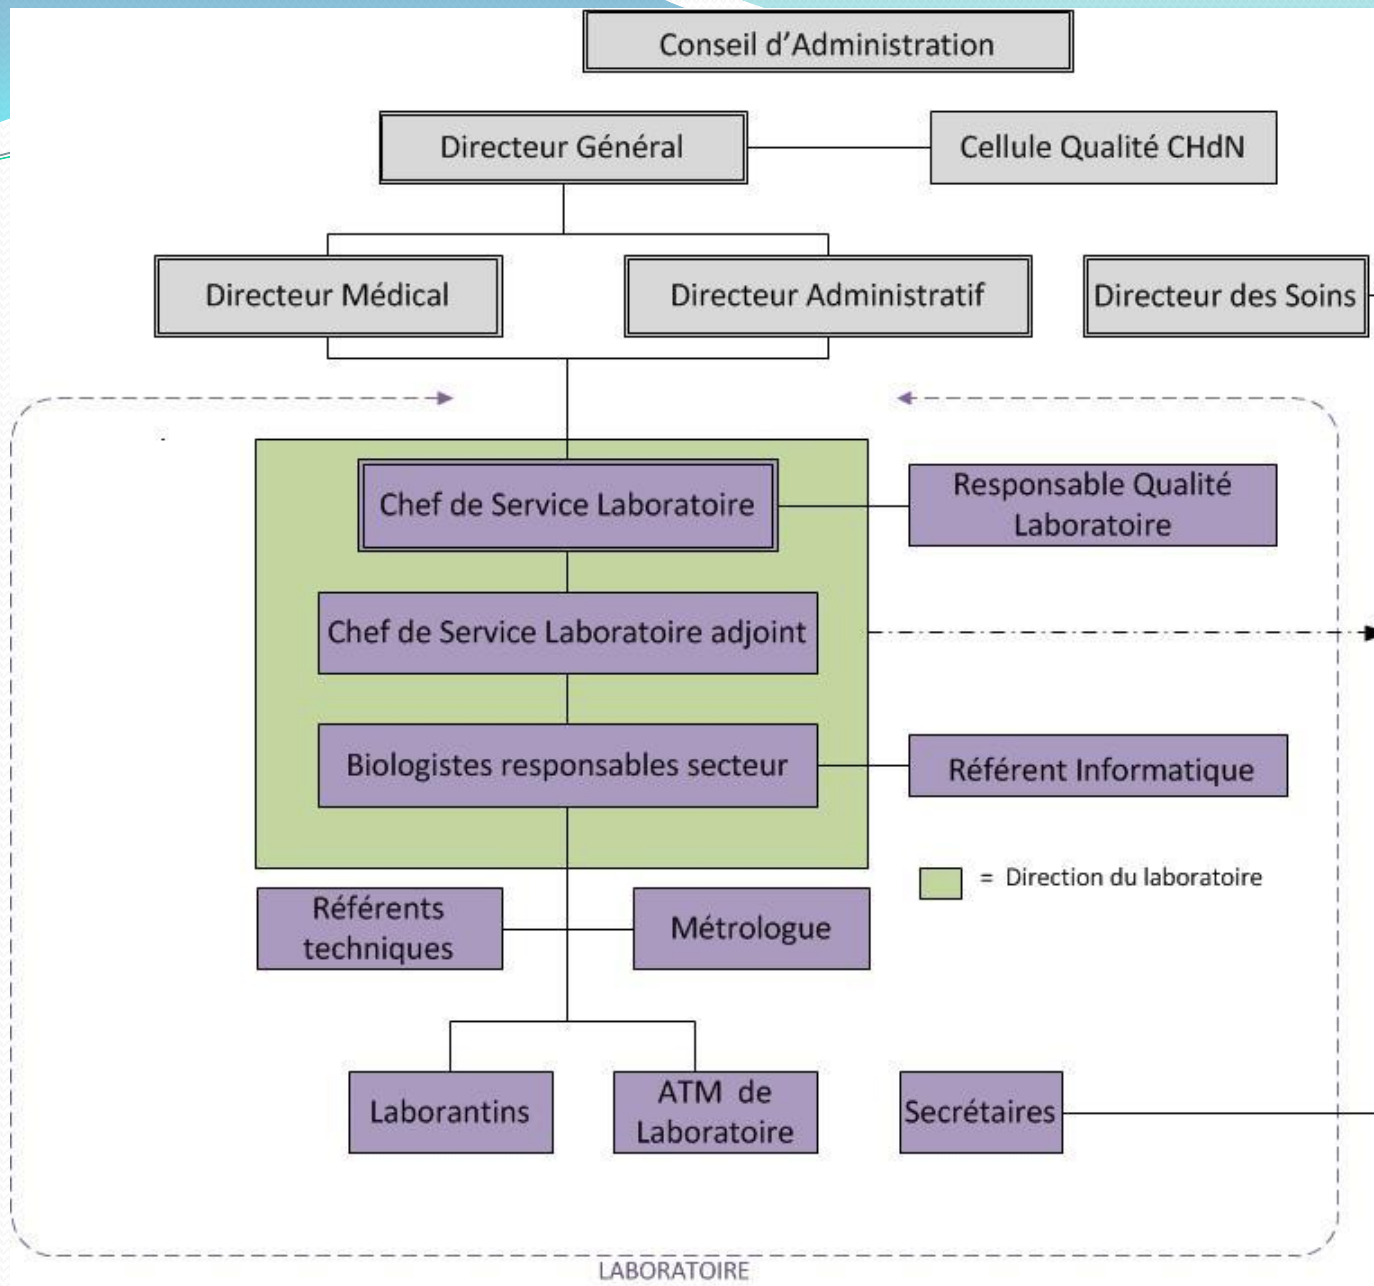 Conseil d'Administration
Directeur Général
Cellule Qualité CHdN
Directeur Médical
Directeur Administratif
Directeur des Soins
Chef de Service Laboratoire
Responsable Qualité
Laboratoire
Chef de Service Laboratoire adjoint
Biologistes responsables secteur
Référent Informatique
= Direction du laboratoire
Référents
techniques
Métrologue
Laborantins
ATM de
Laboratoire
Secrétaires
LABORATOIRE